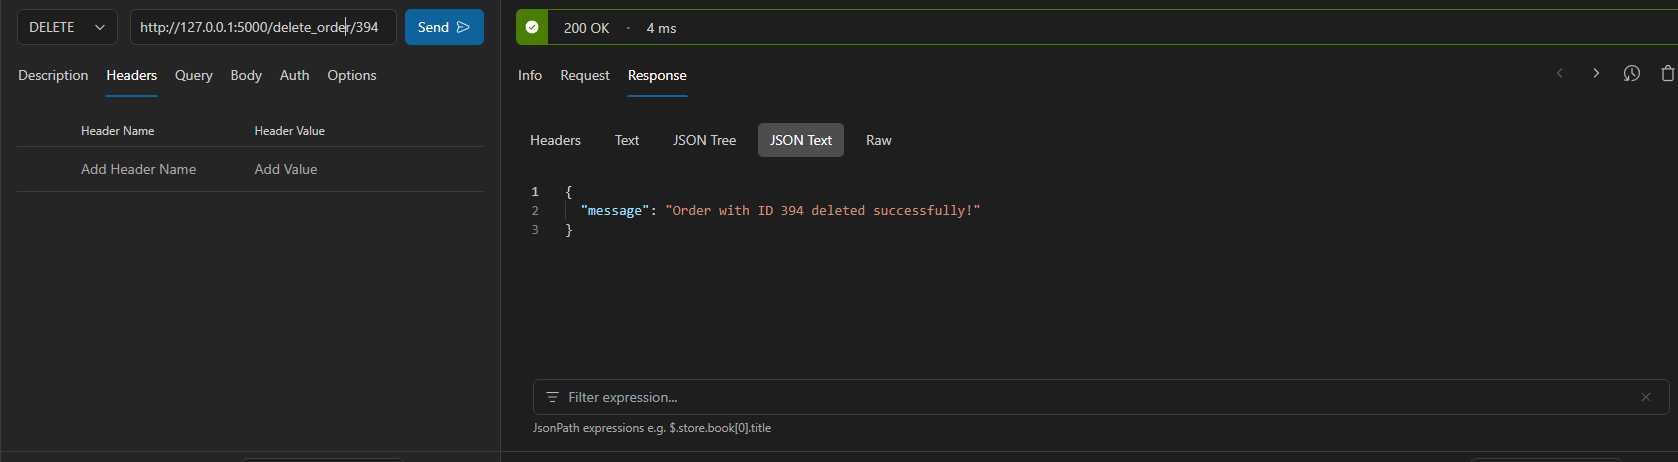 DELETE
http://127.0.0.1:5000/delete_order/394
Send
Description Headers Query Body Auth Options
Header Name Header Value
Add Header Name Add Value
200 OK · 4 ms
Info Request Response
Headers Text JSON Tree JSON Text Raw
1 {
2 "message": "Order with ID 394 deleted successfully!"
3 }
Filter expression...
JsonPath expressions e.g. $.store.book[0].title